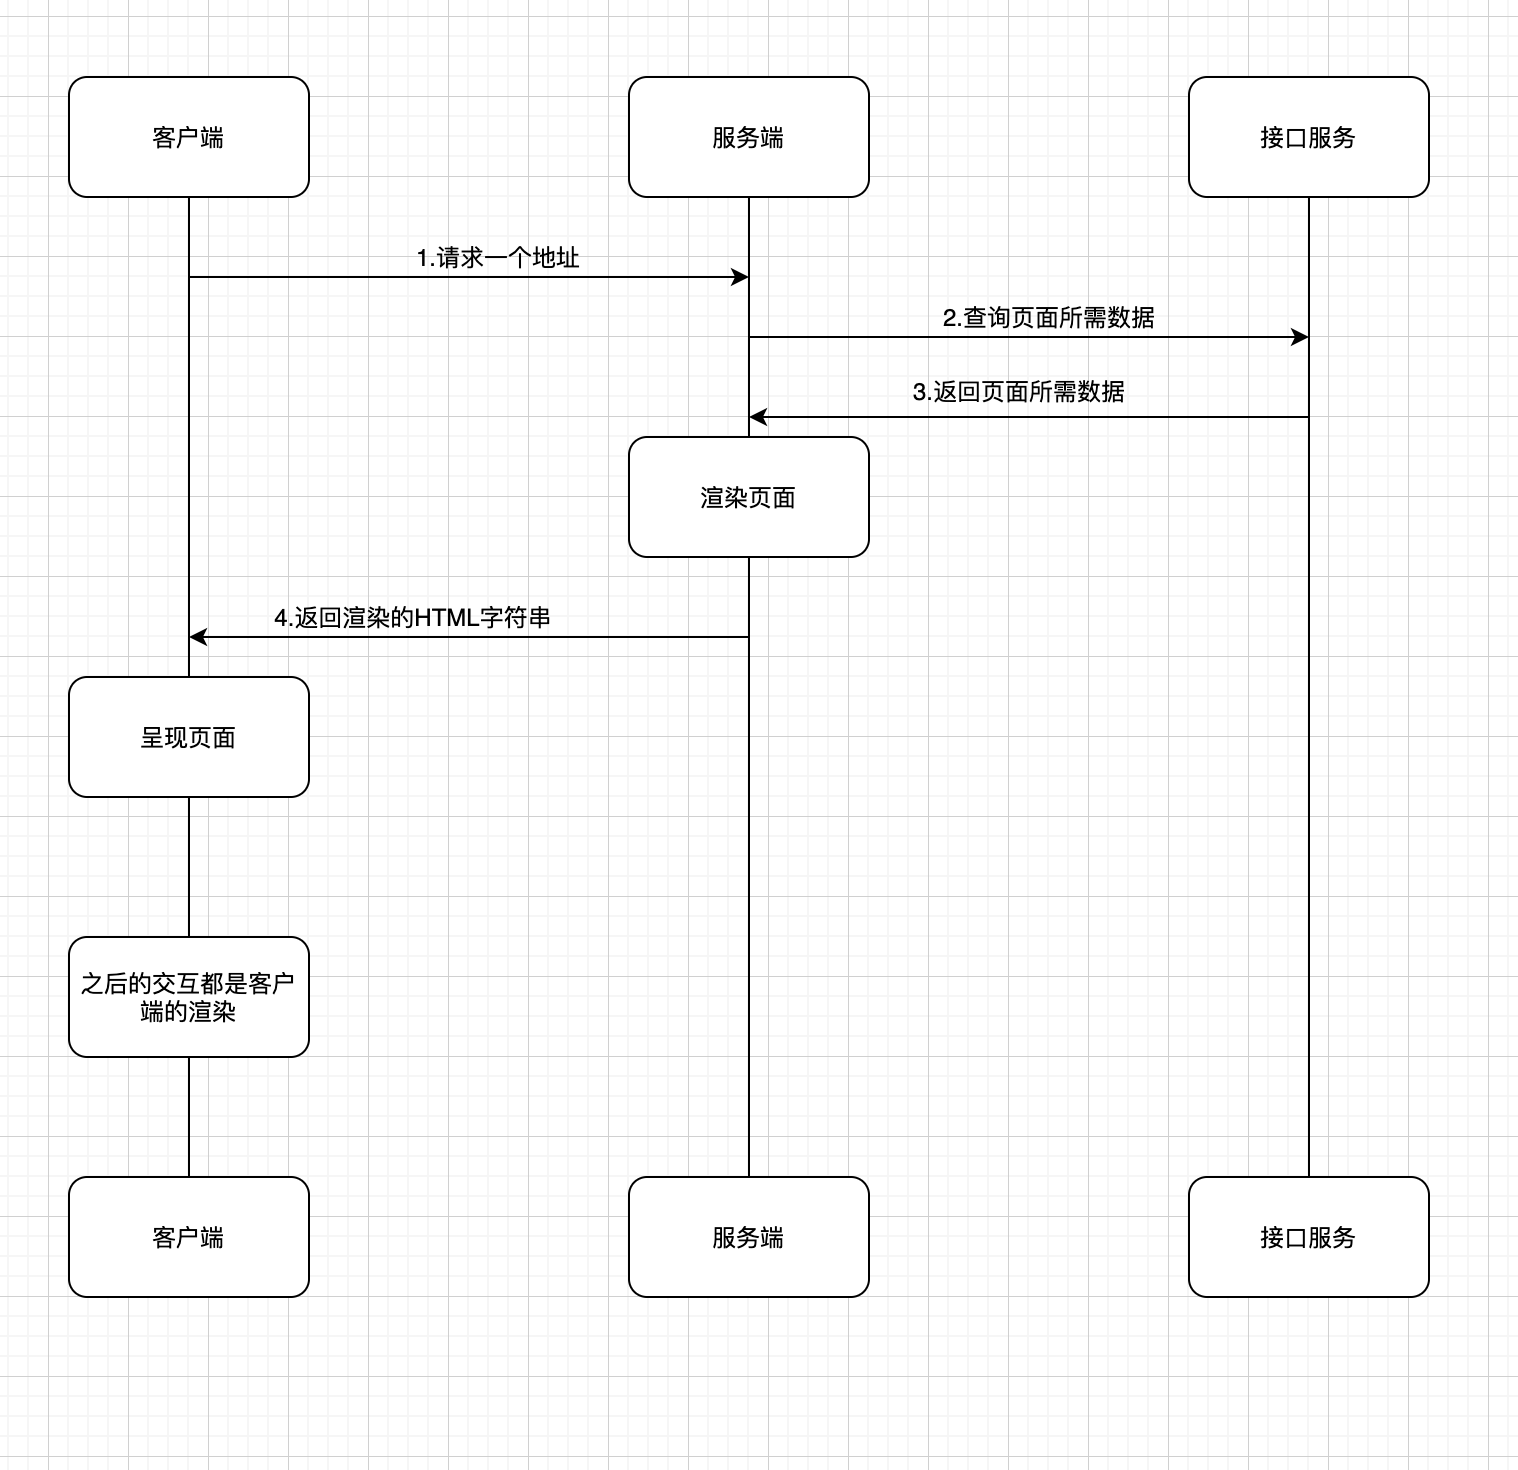 客户端
服务端
接口服务
1.请求一个地址
2.查询页面所需数据
3.返回页面所需数据
渲染页面
4.返回渲染的HTML字符串
呈现页面
之后的交互都是客户
端的渲染
客户端
服务端
接口服务